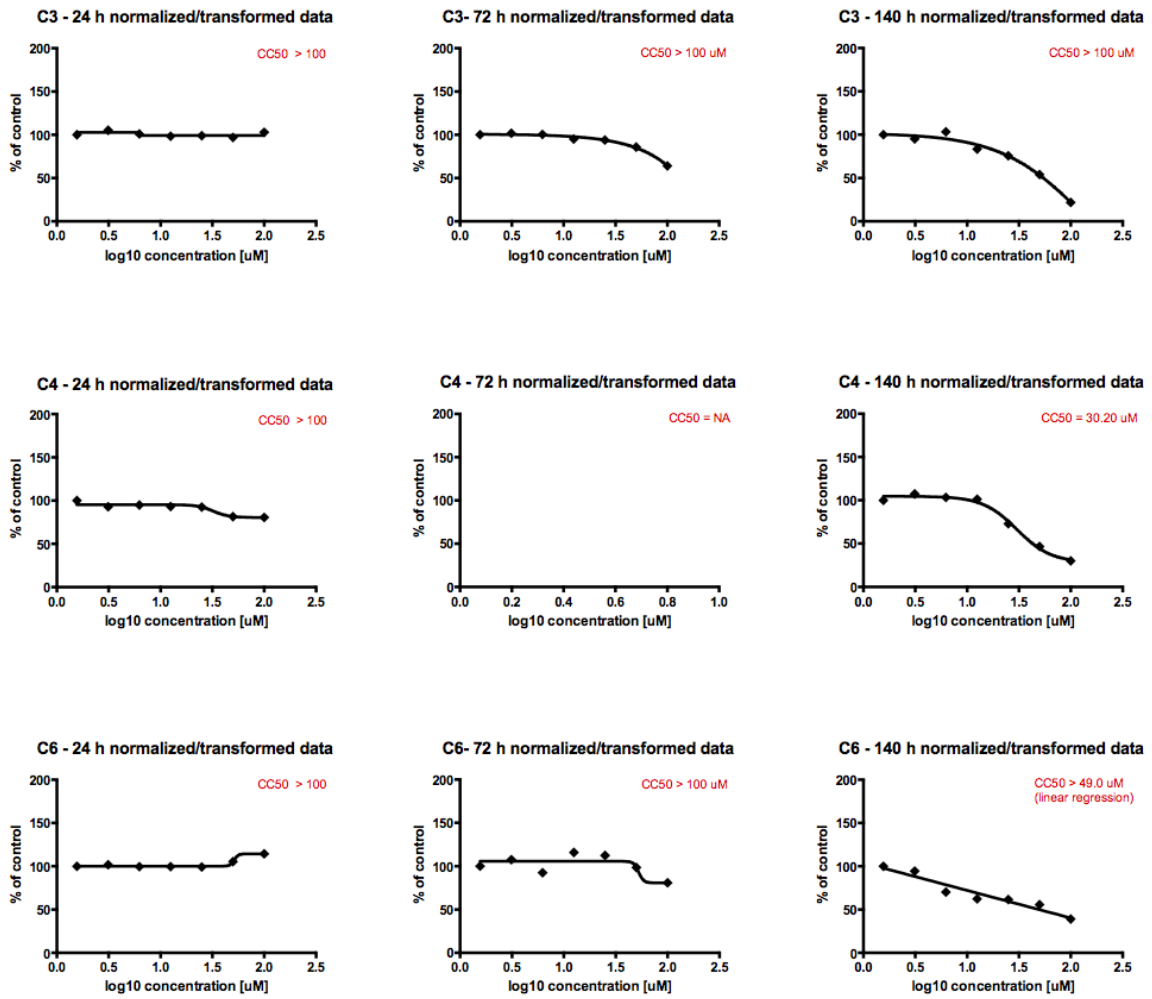 C3 - 24 h normalized/transformed data
CC50 > 100
200
150
100
50
0
% of control
0.0 0.5 1.0 1.5 2.0 2.5
log10 concentration [uM]
C3- 72 h normalized/transformed data
CC50 > 100 uM
200
150
100
50
0
% of control
0.0 0.5 1.0 1.5 2.0 2.5
log10 concentration [uM]
C3 - 140 h normalized/transformed data
CC50 > 100 uM
200
150
100
50
0
% of control
0.0 0.5 1.0 1.5 2.0 2.5
log10 concentration [uM]
C4 - 24 h normalized/transformed data
CC50 > 100
200
150
100
50
0
% of control
0.0 0.5 1.0 1.5 2.0 2.5
log10 concentration [uM]
C4 - 72 h normalized/transformed data
CC50 = NA
200
150
100
50
0
% of control
0.0 0.2 0.4 0.6 0.8 1.0
log10 concentration [uM]
C4 - 140 h normalized/transformed data
CC50 = 30.20 uM
200
150
100
50
0
% of control
0.0 0.5 1.0 1.5 2.0 2.5
log10 concentration [uM]
C6 - 24 h normalized/transformed data
CC50 > 100
200
150
100
50
0
% of control
0.0 0.5 1.0 1.5 2.0 2.5
log10 concentration [uM]
C6- 72 h normalized/transformed data
CC50 > 100 uM
200
150
100
50
0
% of control
0.0 0.5 1.0 1.5 2.0 2.5
log10 concentration [uM]
C6 - 140 h normalized/transformed data
CC50 > 49.0 uM
(linear regression)
200
150
100
50
0
% of control
0.0 0.5 1.0 1.5 2.0 2.5
log10 concentration [uM]